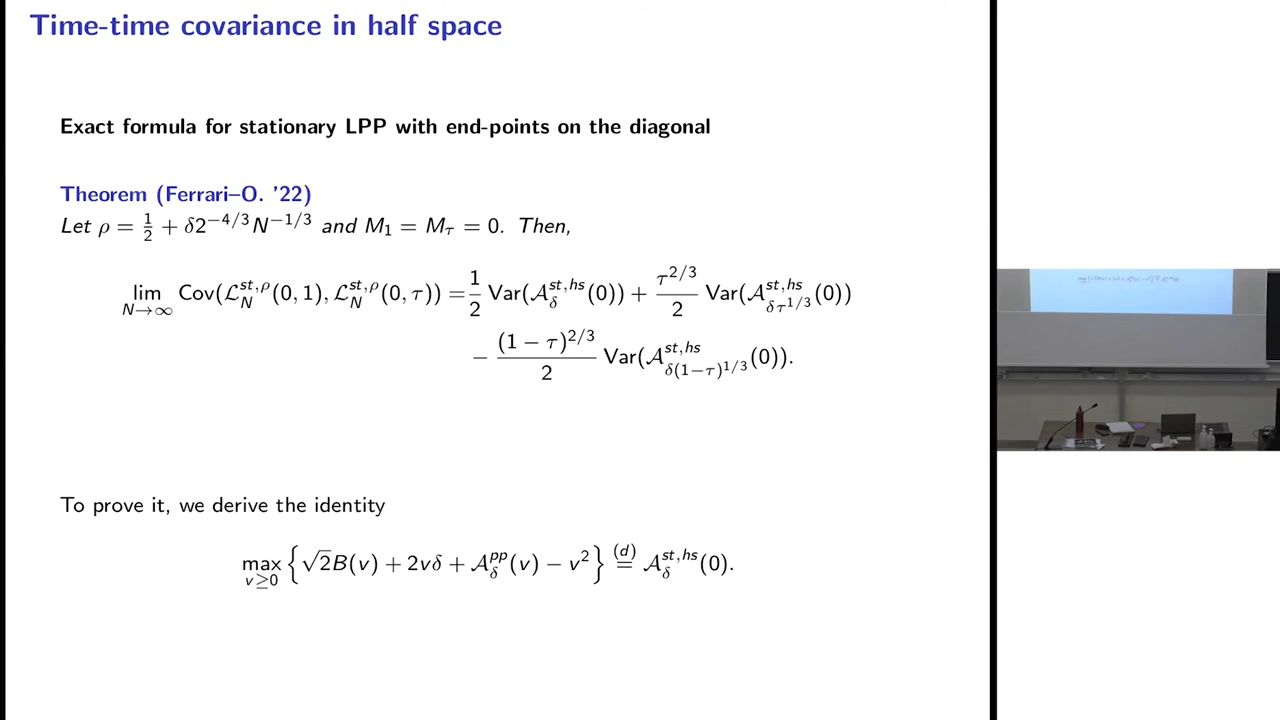 Time-time covariance in half space
Exact formula for stationary LPP with end-points on the diagonal
Theorem (Ferrari–O. '22)
Let ρ = 1/2 + δ2^{−4/3}N^{−1/3} and M_1 = M_τ = 0. Then,
lim_{N→∞} Cov(ℒ_N^{st,ρ}(0, 1), ℒ_N^{st,ρ}(0, τ)) = 1/2 Var(𝒜_δ^{st,hs}(0)) + τ^{2/3}/2 Var(𝒜_{δτ^{1/3}}^{st,hs}(0))
− (1 − τ)^{2/3}/2 Var(𝒜_{δ(1−τ)^{1/3}}^{st,hs}(0)).
To prove it, we derive the identity
max_{v≥0} {√2B(v) + 2vδ + 𝒜_δ^{pp}(v) − v^2} (d)= 𝒜_δ^{st,hs}(0).